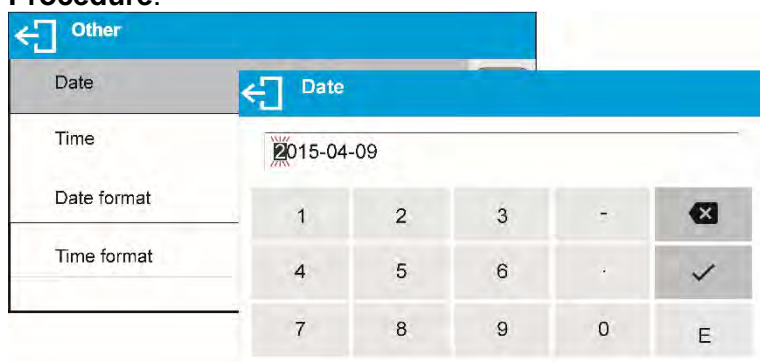 Procedure:
Other
Date
Time
Date format
Time format
Date
2015-04-09
1 2 3 -
4 5 6 .
7 8 9 0 E